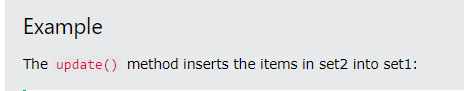 Example
The update() method inserts the items in set2 into set1: